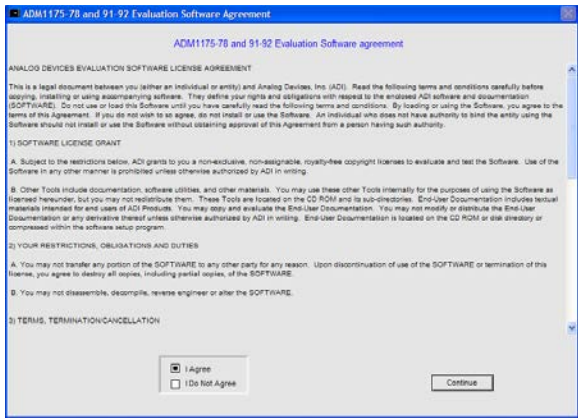 ADM1175-78 and 91-92 Evaluation Software Agreement
ADM1175-78 and 91-92 Evaluation Software agreement
ANALOG DEVICES EVALUATION SOFTWARE LICENSE AGREEMENT
This is a legal document between you (either an individual or entity) and Analog Devices, Inc. (ADI). Read the following terms and conditions carefully before
copying, installing or using accompanying software. They define your rights and obligations with respect to the enclosed ADI software and documentation
(SOFTWARE). Do not use or load this Software until you have carefully read the following terms and conditions. By loading or using the Software, you agree to the
terms of this Agreement. If you do not wish to so agree, do not install or use the Software. An individual who does not have authority to bind the entity using the
Software should not install or use the Software without obtaining approval of this Agreement from a person having such authority.
1) SOFTWARE LICENSE GRANT
A. Subject to the restrictions below, ADI grants to you a non-exclusive, non-assignable, royalty-free copyright licenses to evaluate and test the Software. Use of the
Software in any other manner is prohibited unless otherwise authorized by ADI in writing.
B. Other Tools include documentation, software utilities, and other materials. You may use these other Tools internally for the purposes of using the Software as
licensed hereunder, but you may not redistribute them. These Tools are located on the CD ROM and its sub-directories. End-User Documentation includes textual
materials intended for end users of ADI Products. You may copy and evaluate the End-User Documentation. You may not modify or distribute the End-User
Documentation or any derivative thereof unless otherwise authorized by ADI in writing. End-User Documentation is located on the CD ROM or disk directory or
compressed within the software setup program.
2) YOUR RESTRICTIONS, OBLIGATIONS AND DUTIES
A. You may not transfer any portion of the SOFTWARE to any other party for any reason. Upon discontinuation of use of the SOFTWARE or termination of this
license, you agree to destroy all copies, including partial copies, of the SOFTWARE.
B. You may not disassemble, decompile, reverse engineer or alter the SOFTWARE.
3) TERMS, TERMINATION/CANCELLATION
I Agree
I Do Not Agree
Continue